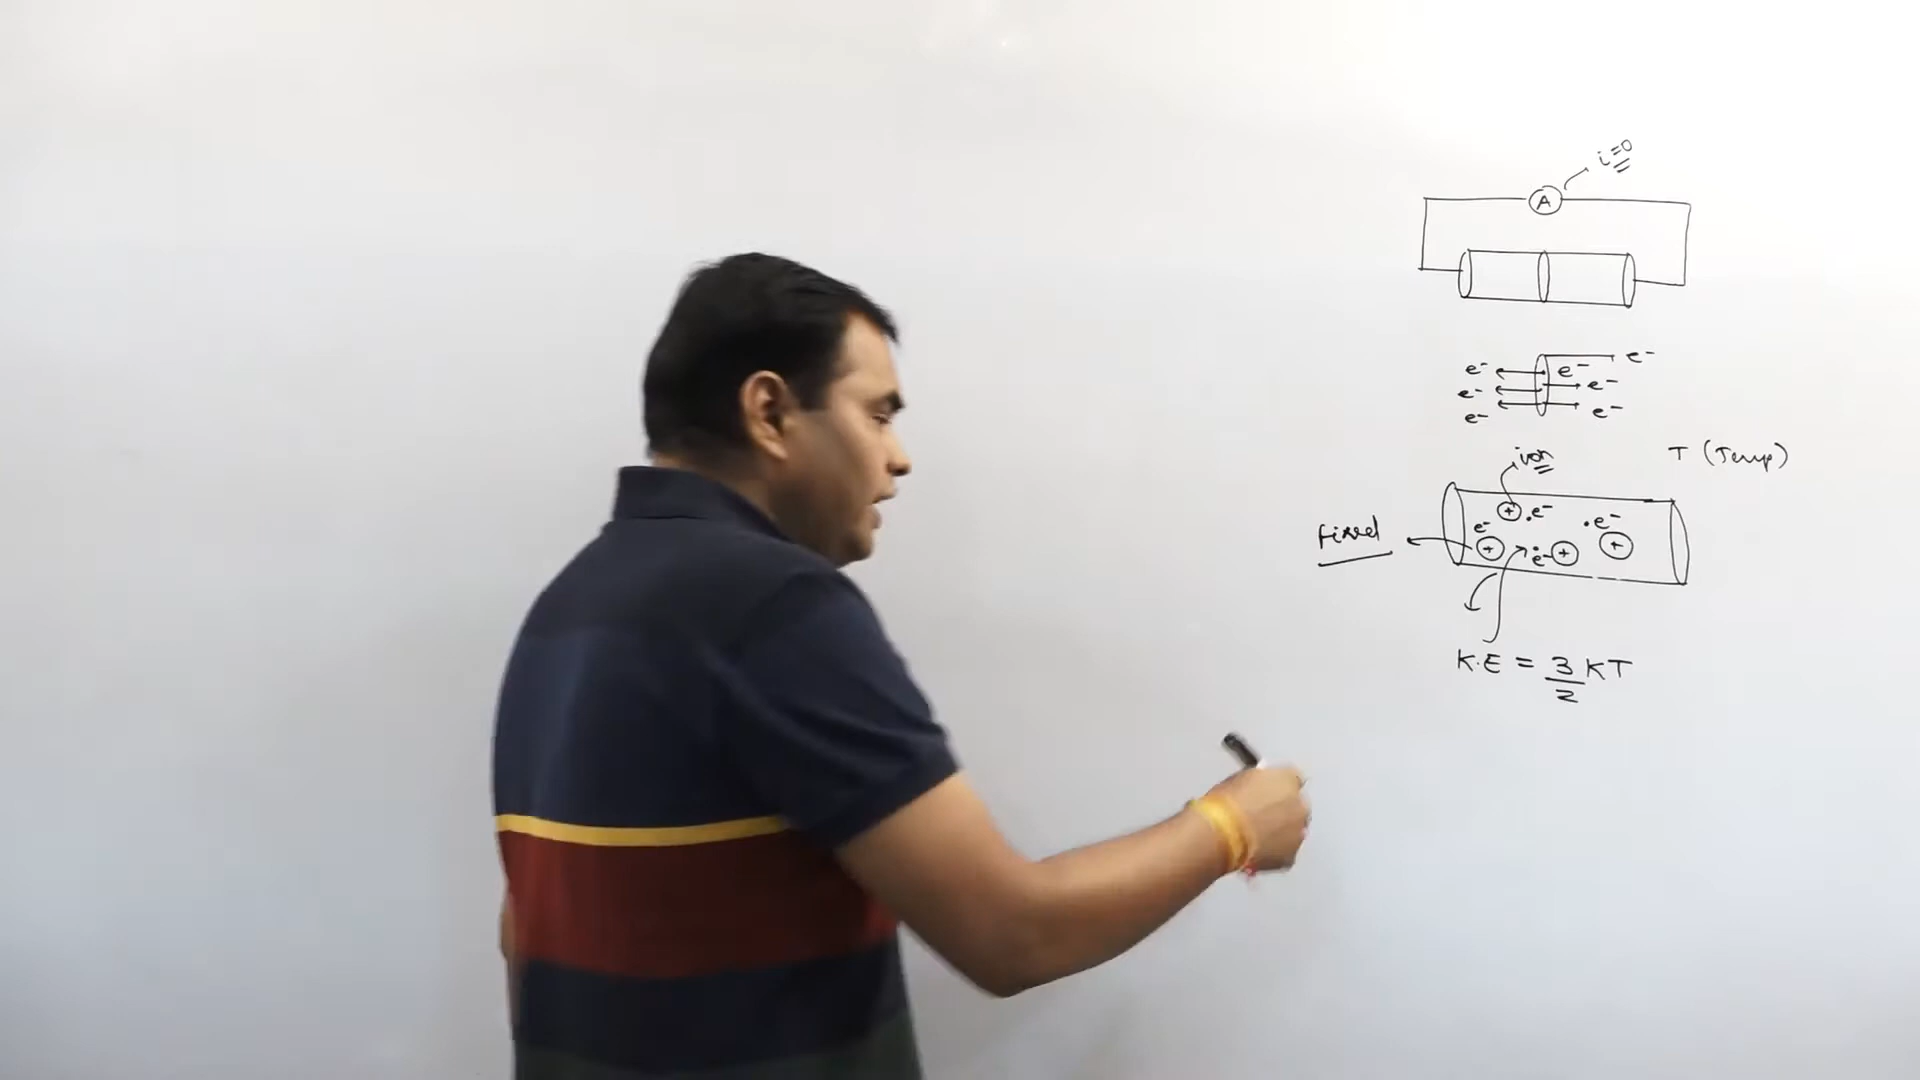 i=0
A
e⁻ e⁻ e⁻
e⁻ e⁻
e⁻ e⁻
ion T (Temp)
fixed e⁻ + .e⁻ .e⁻
+ e⁻ + +
K.E = 3/2 KT